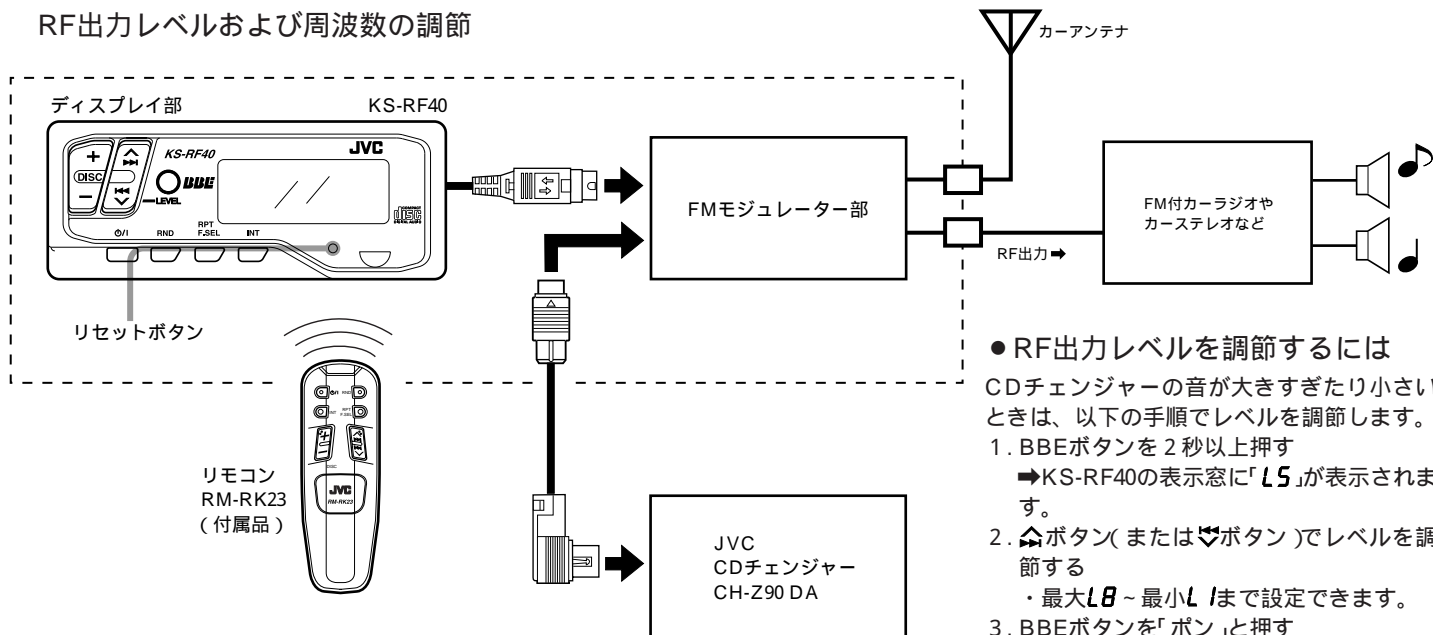 RF出力レベルおよび周波数の調節
カーアンテナ
ディスプレイ部
KS-RF40
KS-RF40
JVC
DISC
BBE
LEVEL
COMPACT
disc
DIGITAL AUDIO
/I
RND
RPT
F.SEL
INT
リセットボタン
FMモジュレーター部
RF出力➡
FM付カーラジオや
カーステレオなど
/I
RND
INT
RPT
F.SEL
DISC
JVC
RM-RK23
リモコン
RM-RK23
(付属品)
JVC
CDチェンジャー
CH-Z90 DA
●RF出力レベルを調節するには
CDチェンジャーの音が大きすぎたり小さい
ときは、以下の手順でレベルを調節します。
1. BBEボタンを2秒以上押す
➡KS-RF40の表示窓に「L5」が表示されま
す。
2. ボタン(またはボタン)でレベルを調
節する
・最大L8~最小L1まで設定できます。
3. BBEボタンを「ポン」と押す